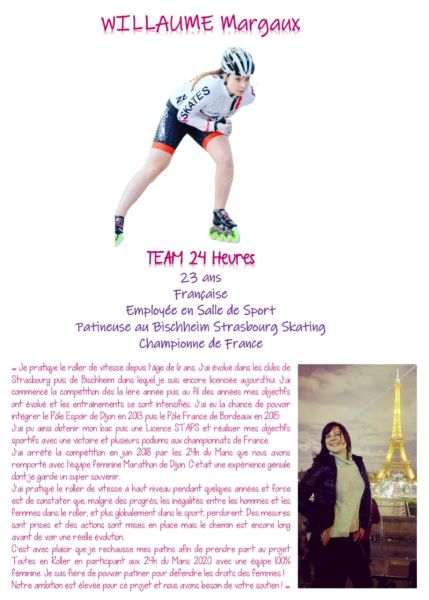 WILLAUME Margaux
SKATES
TEAM 24 Heures
23 ans
Française
Employée en Salle de Sport
Patineuse au Bischheim Strasbourg Skating
Championne de France
« Je pratique le roller de vitesse depuis l'âge de 6 ans. J'ai évolué dans les clubs de
Strasbourg puis de Bischheim dans lequel je suis encore licenciée aujourd'hui. J'ai
commencé la compétition dès la 1ere année puis au fil des années mes objectifs
ont évolué et les entrainements se sont intensifiés. J'ai eu la chance de pouvoir
intégrer le Pôle Espoir de Dijon en 2013 puis le Pôle France de Bordeaux en 2015.
J'ai pu ainsi obtenir mon bac puis une Licence STAPS et réaliser mes objectifs
sportifs avec une victoire et plusieurs podiums aux championnats de France.
J'ai arrêté la compétition en juin 2018 par les 24h du Mans que nous avons
remporté avec l'équipe féminine Marathon de Dijon. C'était une expérience géniale
dont je garde un super souvenir.
J'ai pratiqué le roller de vitesse à haut niveau pendant quelques années et force
est de constater que, malgré des progrès, les inégalités entre les hommes et les
femmes dans le roller, et plus globalement dans le sport, perdurent. Des mesures
sont prises et des actions sont mises en place mais le chemin est encore long
avant de voir une réelle évolution.
C'est avec plaisir que je rechausse mes patins afin de prendre part au projet
Toutes en Roller en participant aux 24h du Mans 2020 avec une équipe 100%
féminine. Je suis fière de pouvoir patiner pour défendre les droits des femmes !
Notre ambition est élevée pour ce projet et nous avons besoin de votre soutien ! »